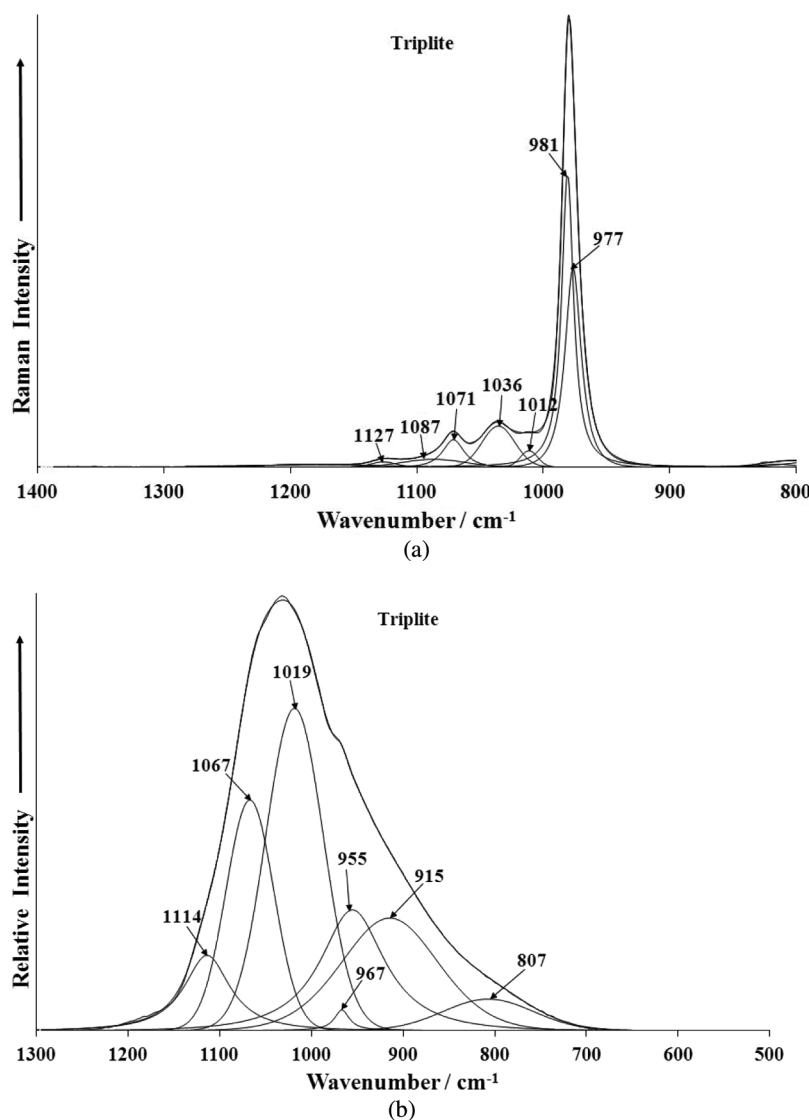 Triplite
981
977
1036
1071
1012
1087
1127
Raman Intensity
1400 1300 1200 1100 1000 900 800
Wavenumber / cm-1
(a)
Triplite
1019
1067
955
915
1114
967
807
Relative Intensity
1300 1200 1100 1000 900 800 700 600 500
Wavenumber / cm-1
(b)